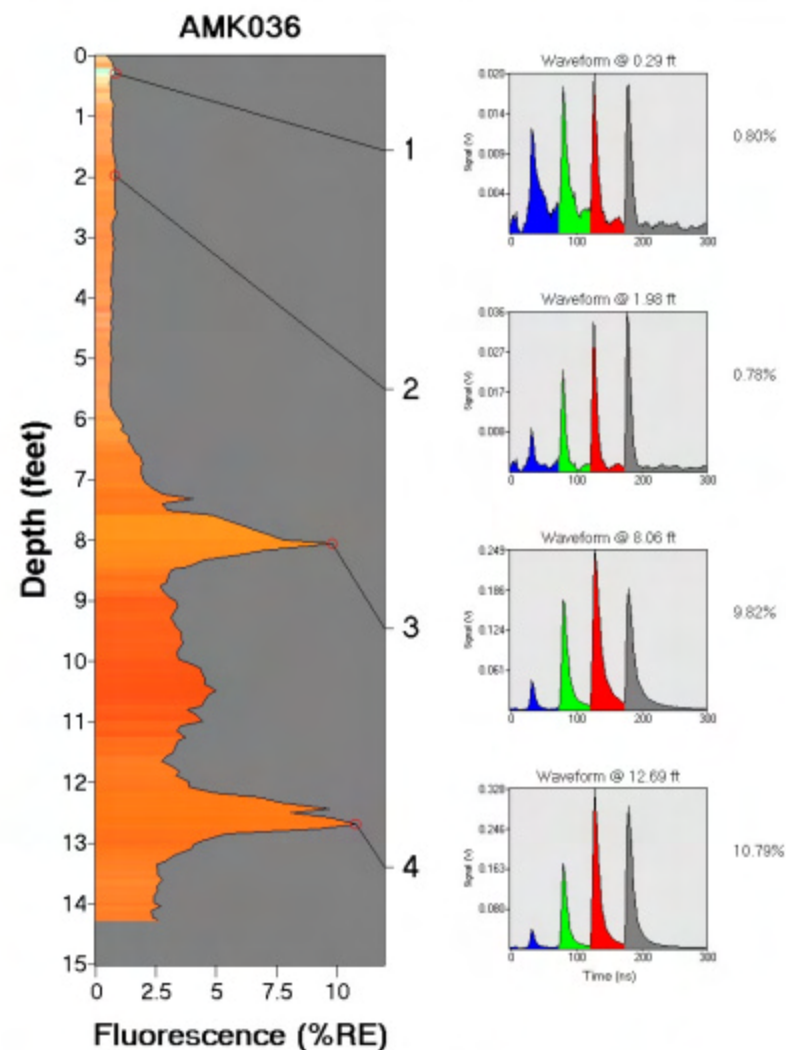 AMK036
0
1
2
3
4
5
6
7
8
9
10
11
12
13
14
15
Depth (feet)
0 2.5 5 7.5 10
Fluorescence (%RE)
1
2
3
4
Waveform @ 0.29 ft
0.020
0.014
0.009
0.004
Signal (V)
0 100 200 300
0.80%
Waveform @ 1.98 ft
0.036
0.027
0.017
0.008
Signal (V)
0 100 200 300
0.78%
Waveform @ 8.06 ft
0.249
0.186
0.124
0.061
Signal (V)
0 100 200 300
9.82%
Waveform @ 12.69 ft
0.328
0.246
0.163
0.080
Signal (V)
0 100 200 300
Time (ns)
10.79%